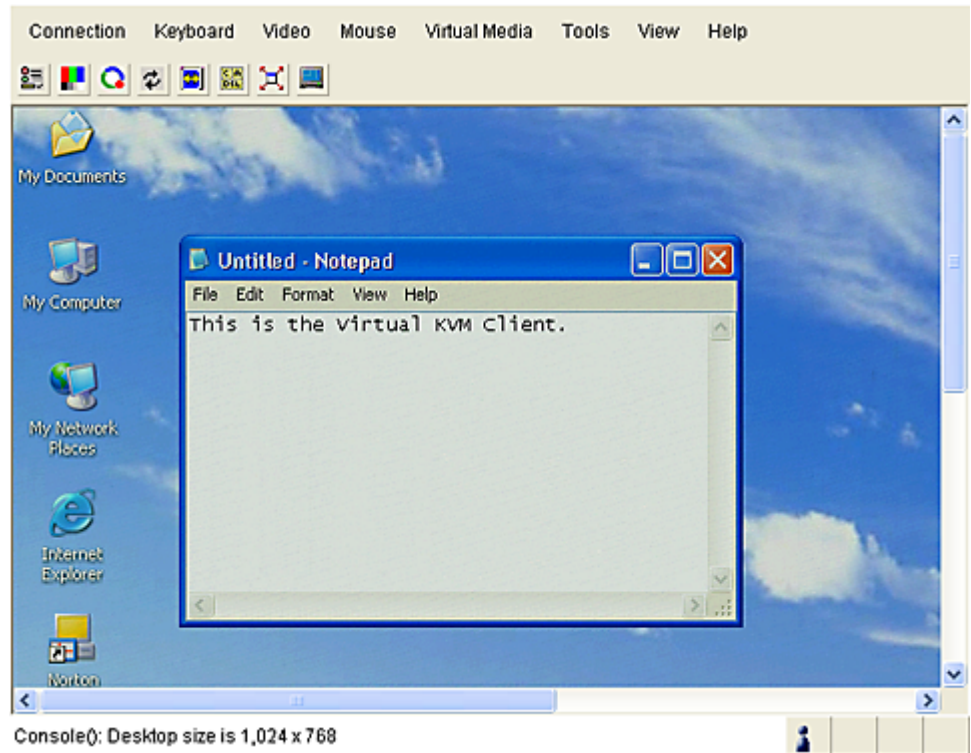 Connection Keyboard Video Mouse Virtual Media Tools View Help
My Documents
My Computer
My Network
Places
Internet
Explorer
Norton
Untitled - Notepad
File Edit Format View Help
This is the Virtual KVM Client.
Console(): Desktop size is 1,024 x 768